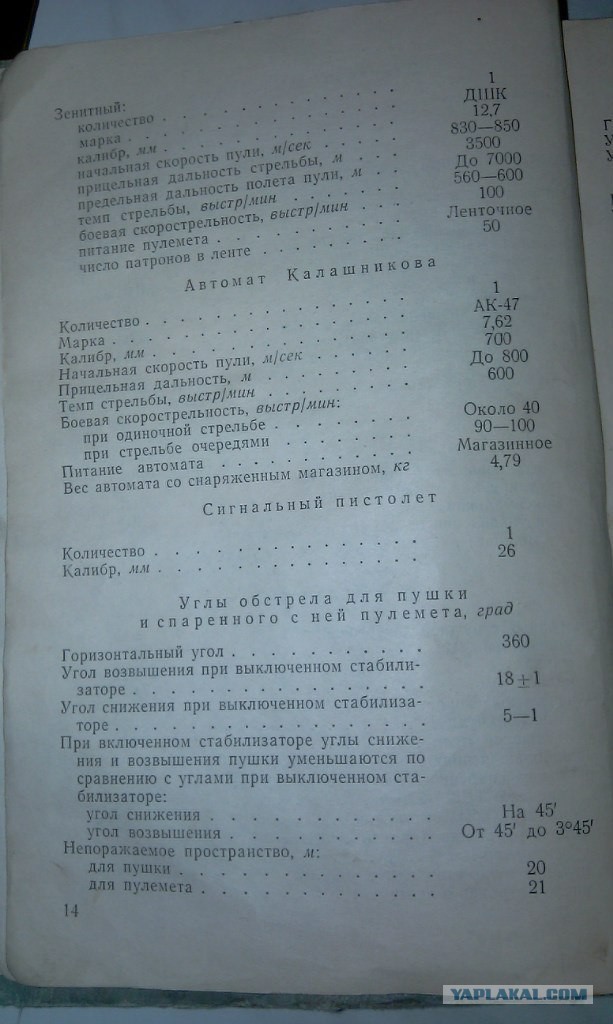 Зенитный:
количество . . . . . . . . . . . . . 1
марка . . . . . . . . . . . . . ДШК
калибр, мм . . . . . . . . . . . . 12,7
начальная скорость пули, м/сек . . . . . 830—850
прицельная дальность стрельбы, м . . . 3500
предельная дальность полета пули, м . . До 7000
темп стрельбы, выстр/мин . . . . . . 560—600
боевая скорострельность, выстр/мин . . . 100
питание пулемета . . . . . . . . . Ленточное
число патронов в ленте . . . . . . . 50
Автомат Калашникова
Количество . . . . . . . . . . . . . 1
Марка . . . . . . . . . . . . . АК-47
Калибр, мм . . . . . . . . . . . . 7,62
Начальная скорость пули, м/сек . . . . . 700
Прицельная дальность, м . . . . . . . До 800
Темп стрельбы, выстр/мин . . . . . . . 600
Боевая скорострельность, выстр/мин:
при одиночной стрельбе . . . . . . . Около 40
при стрельбе очередями . . . . . . . 90—100
Питание автомата . . . . . . . . . Магазинное
Вес автомата со снаряженным магазином, кг 4,79
Сигнальный пистолет
Количество . . . . . . . . . . . . . 1
Калибр, мм . . . . . . . . . . . . . 26
Углы обстрела для пушки
и спаренного с ней пулемета, град
Горизонтальный угол . . . . . . . . . . 360
Угол возвышения при выключенном стабили-
заторе . . . . . . . . . . . . . . . 18±1
Угол снижения при выключенном стабилиза-
торе . . . . . . . . . . . . . . . . 5—1
При включенном стабилизаторе углы сниже-
ния и возвышения пушки уменьшаются по
сравнению с углами при выключенном ста-
билизаторе:
угол снижения . . . . . . . . . . . На 45′
угол возвышения . . . . . . . . . . От 45′ до 3°45′
Непоражаемое пространство, м:
для пушки . . . . . . . . . . . . . 20
для пулемета . . . . . . . . . . . . 21
14
YAPLAKAL.COM